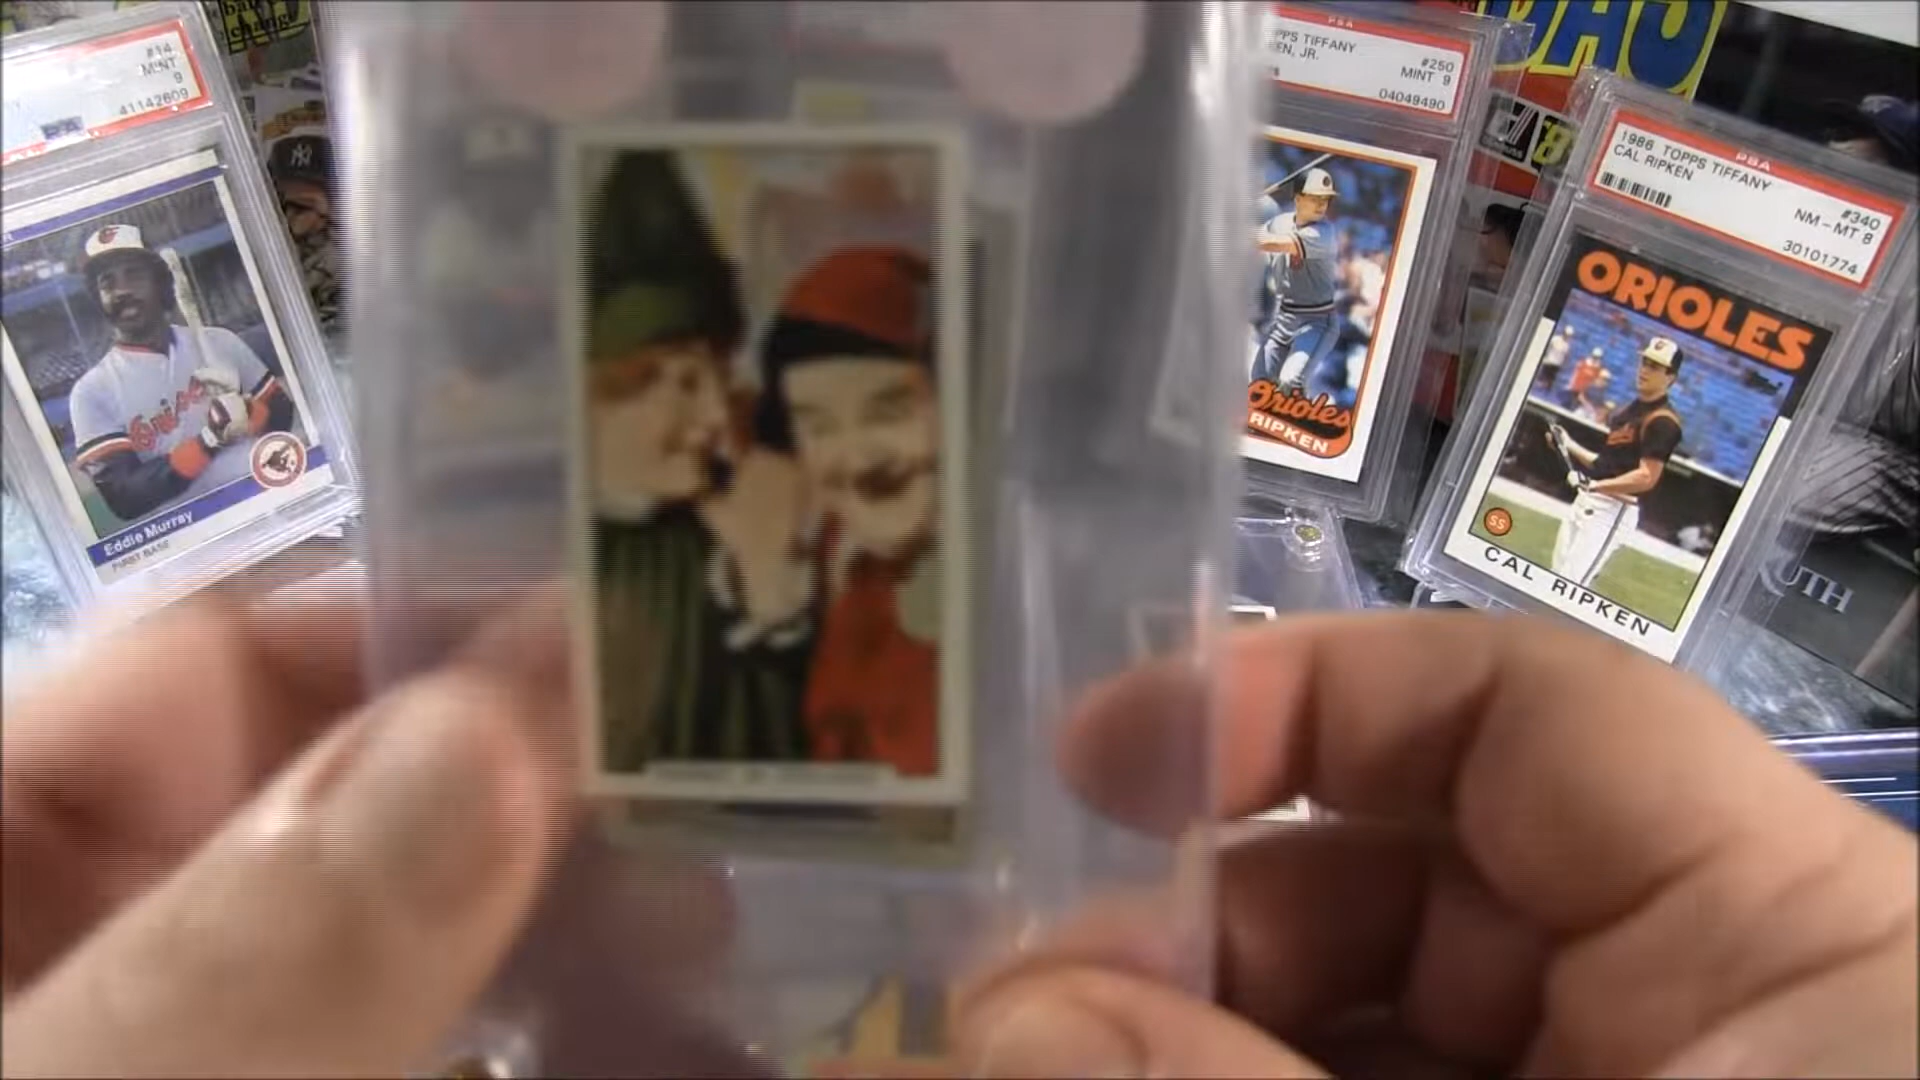 #14
MINT
9
41142609
Eddie Murray
FIRST BASE
PSA
PPS TIFFANY
EN, JR.
#250
MINT 9
04049490
Orioles
RIPKEN
PSA
1986 TOPPS TIFFANY
CAL RIPKEN
#340
NM-MT 8
30101774
ORIOLES
SS
CAL RIPKEN
UTH